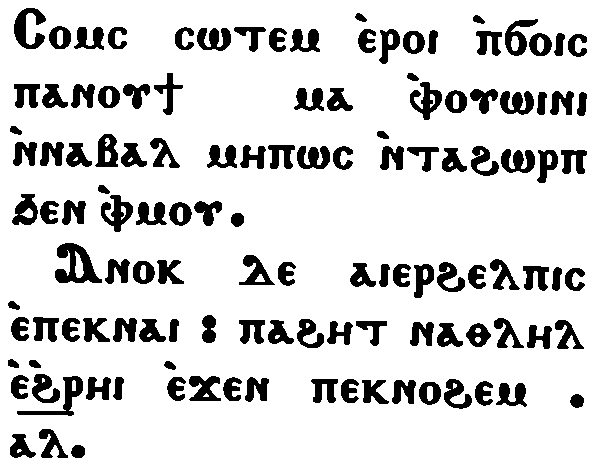 Ⲥⲟⲙⲥ ⲥⲱⲧⲉⲙ ⲉ̀ⲣⲟⲓ ⲡ̀ϭⲟⲓⲥ
ⲡⲁⲛⲟⲩϯ ⲙⲁ ⲫ̀ⲟⲩⲱⲓⲛⲓ
ⲛ̀ⲛⲁⲃⲁⲗ ⲙⲏⲡⲱⲥ ⲛ̀ⲧⲁϩⲱⲣⲡ
ϧⲉⲛ ⲫ̀ⲙⲟⲩ.
Ⲁⲛⲟⲕ ⲇⲉ ⲁⲓⲉⲣϩⲉⲗⲡⲓⲥ
ⲉ̀ⲡⲉⲕⲛⲁⲓ : ⲡⲁϩⲏⲧ ⲛⲁⲑⲗⲏⲗ
ⲉ̀ϩ̀ⲣⲏⲓ ⲉ̀ϫⲉⲛ ⲡⲉⲕⲛⲟϩⲉⲙ .
ⲁⲗ.